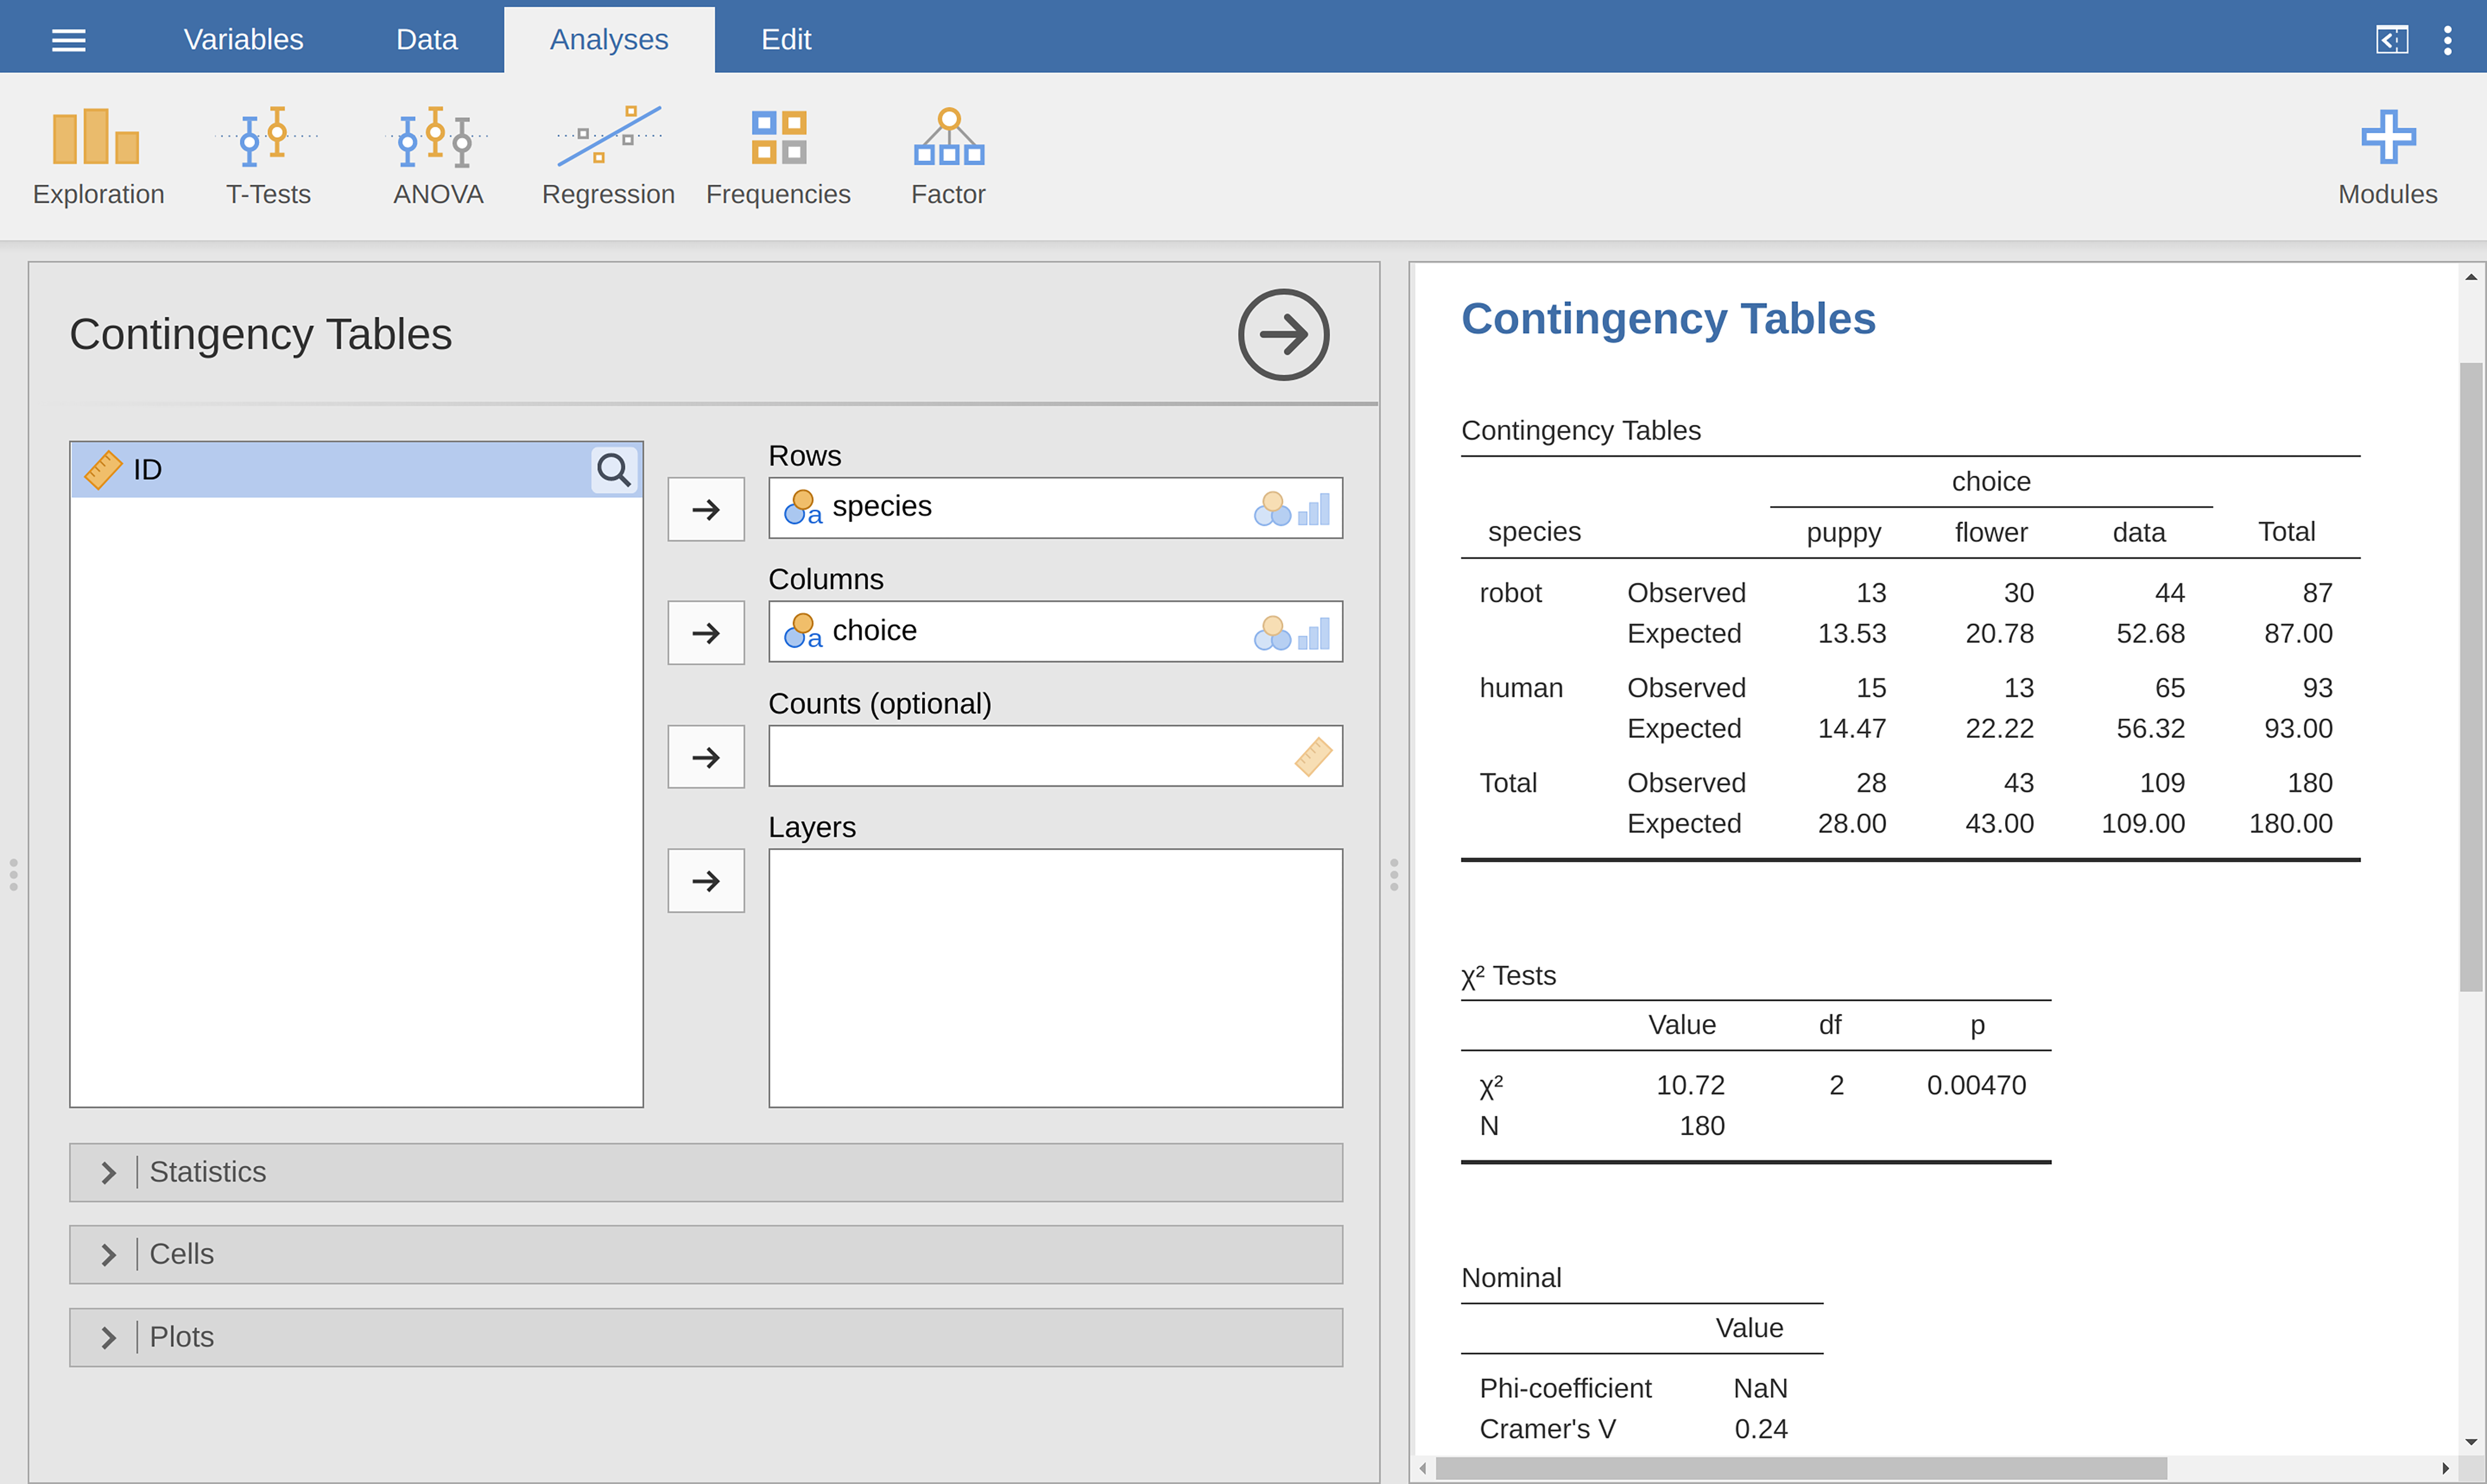 Variables Data Analyses Edit
Exploration T-Tests ANOVA Regression Frequencies Factor Modules
Contingency Tables
ID
Rows
a species
Columns
a choice
Counts (optional)
Layers
Statistics
Cells
Plots
Contingency Tables
Contingency Tables
choice
species puppy flower data Total
robot Observed 13 30 44 87
Expected 13.53 20.78 52.68 87.00
human Observed 15 13 65 93
Expected 14.47 22.22 56.32 93.00
Total Observed 28 43 109 180
Expected 28.00 43.00 109.00 180.00
χ² Tests
Value df p
χ² 10.72 2 0.00470
N 180
Nominal
Value
Phi-coefficient NaN
Cramer's V 0.24